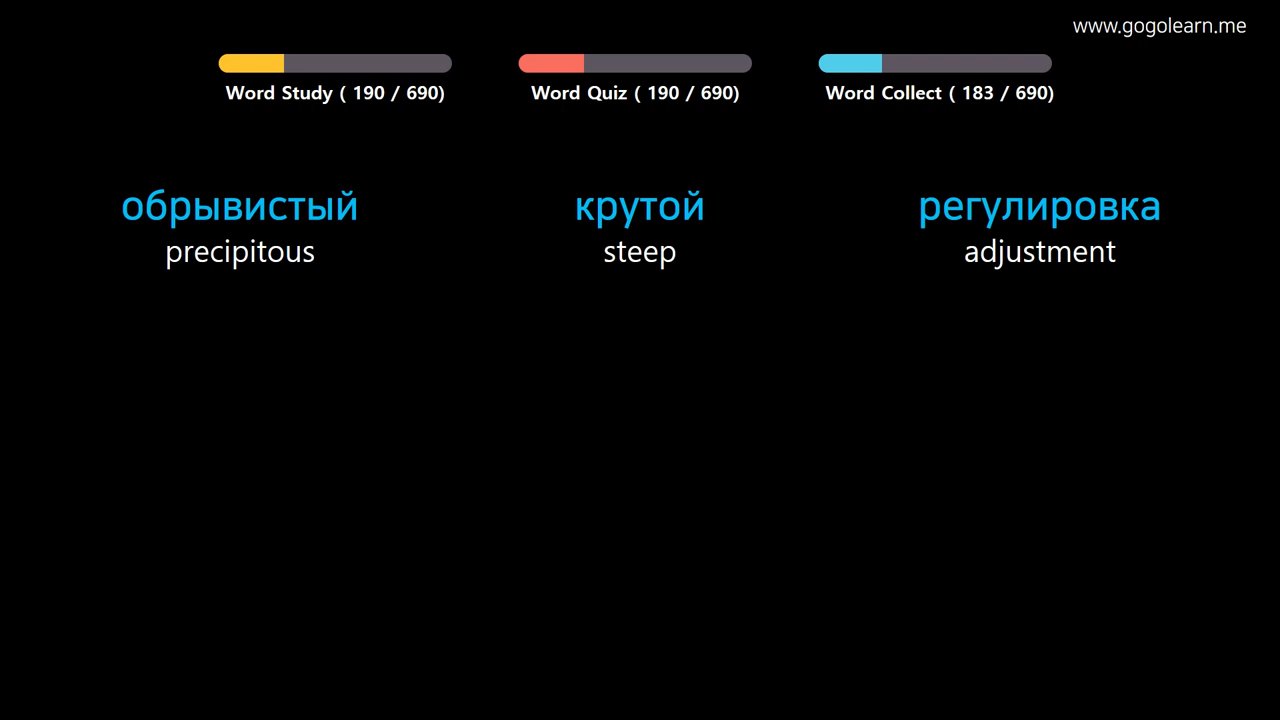 www.gogolearn.me
Word Study ( 190 / 690)
Word Quiz ( 190 / 690)
Word Collect ( 183 / 690)
обрывистый
крутой
регулировка
precipitous
steep
adjustment